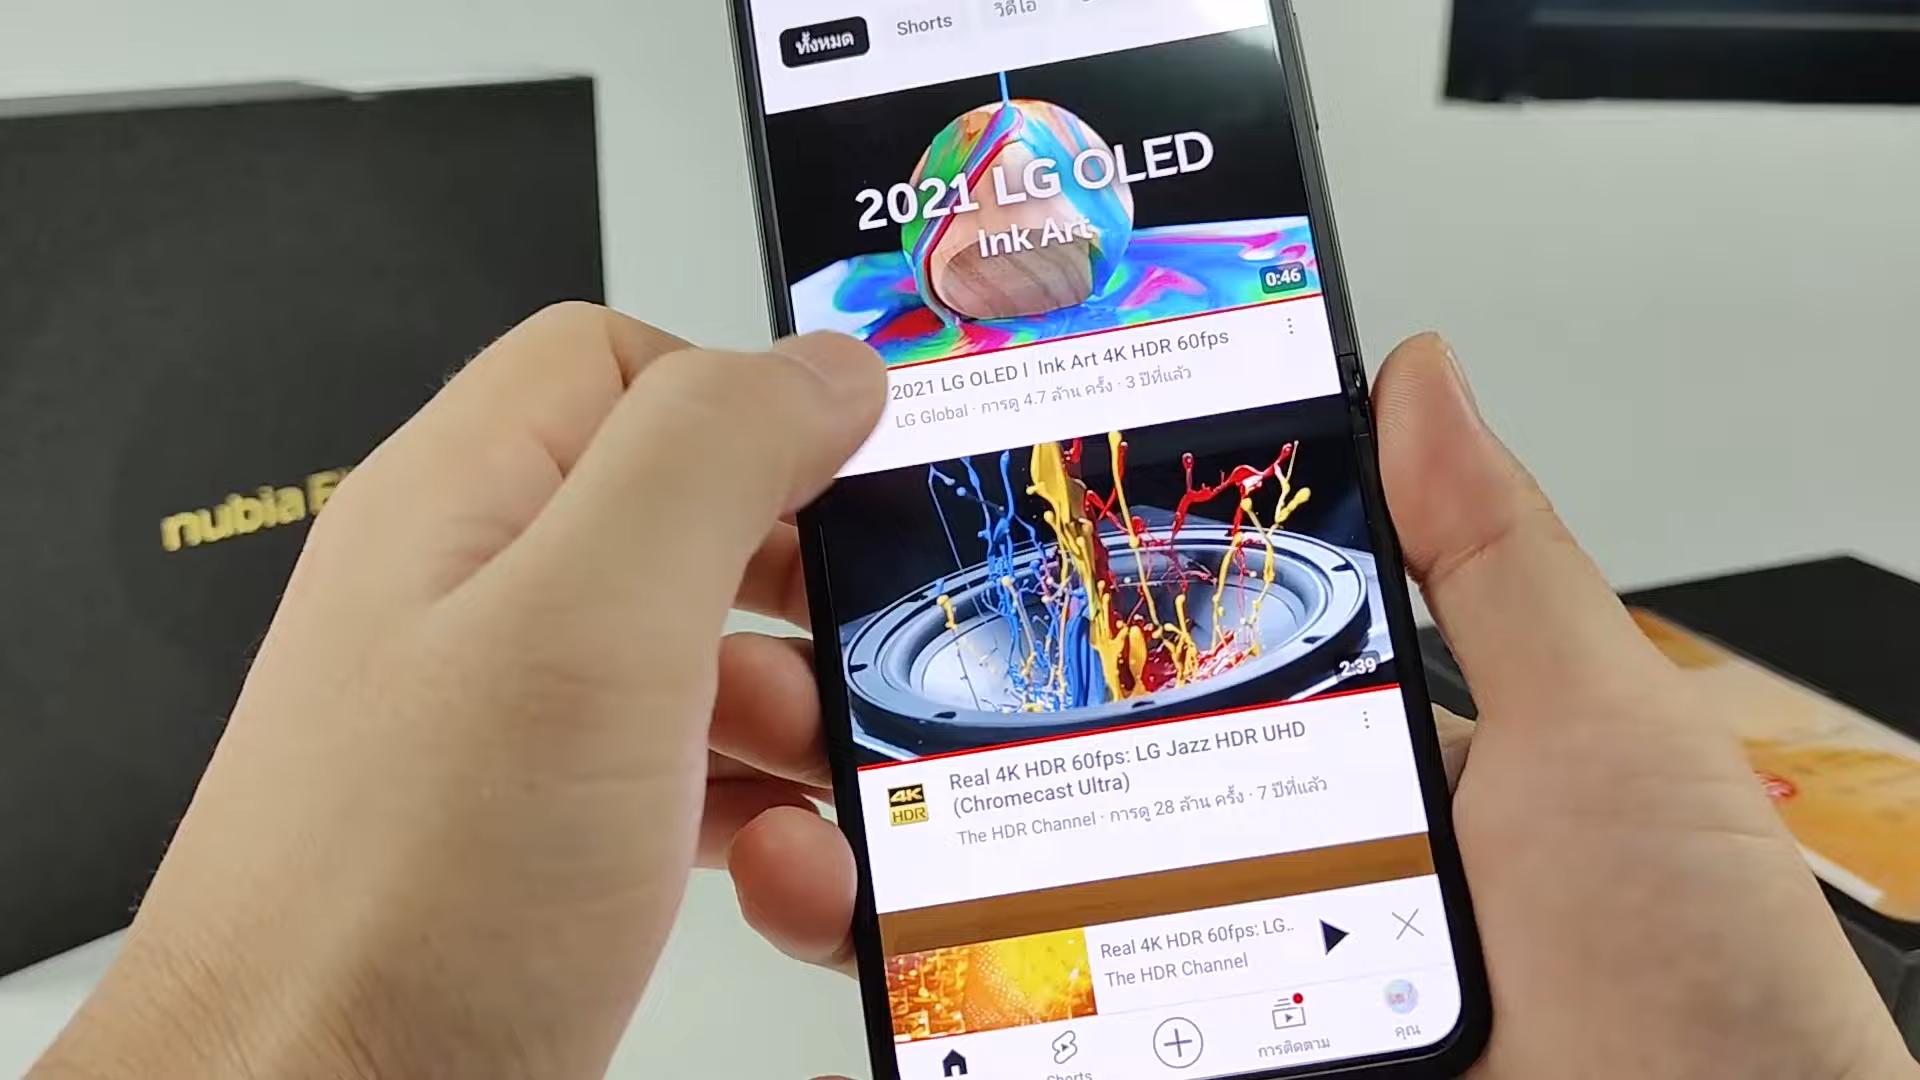 ทั้งหมด
Shorts
วิดีโอ
2021 LG OLED
Ink Art
0:46
2021 LG OLED l Ink Art 4K HDR 60fps
LG Global · การดู 4.7 ล้าน ครั้ง · 3 ปีที่แล้ว
nubia
2:39
4K
HDR
Real 4K HDR 60fps: LG Jazz HDR UHD
(Chromecast Ultra)
The HDR Channel · การดู 28 ล้าน ครั้ง · 7 ปีที่แล้ว
Real 4K HDR 60fps: LG..
The HDR Channel
Shorts
การติดตาม
คุณ